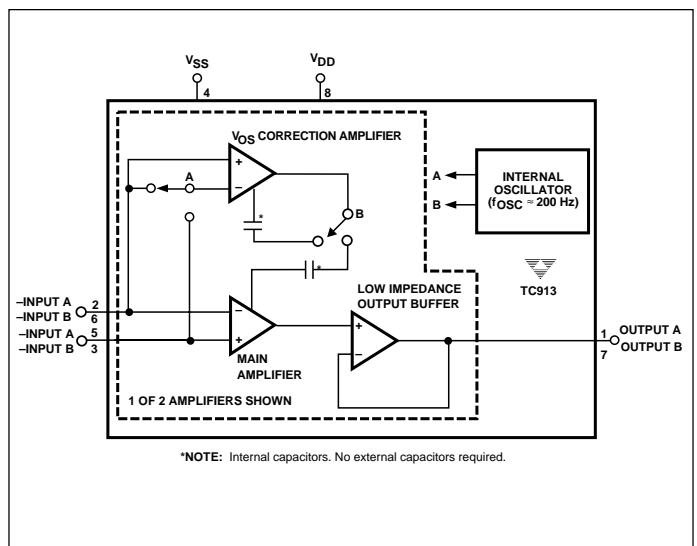 VSS
VDD
4
8
VOS CORRECTION AMPLIFIER
+
–
A
*
B
A
B
INTERNAL
OSCILLATOR
(fOSC ≈ 200 Hz)
TC913
*
LOW IMPEDANCE
OUTPUT BUFFER
–INPUT A 2
–INPUT B 6
–INPUT A 5
–INPUT B 3
–
+
MAIN
AMPLIFIER
+
–
1 OUTPUT A
7 OUTPUT B
1 OF 2 AMPLIFIERS SHOWN
*NOTE: Internal capacitors. No external capacitors required.